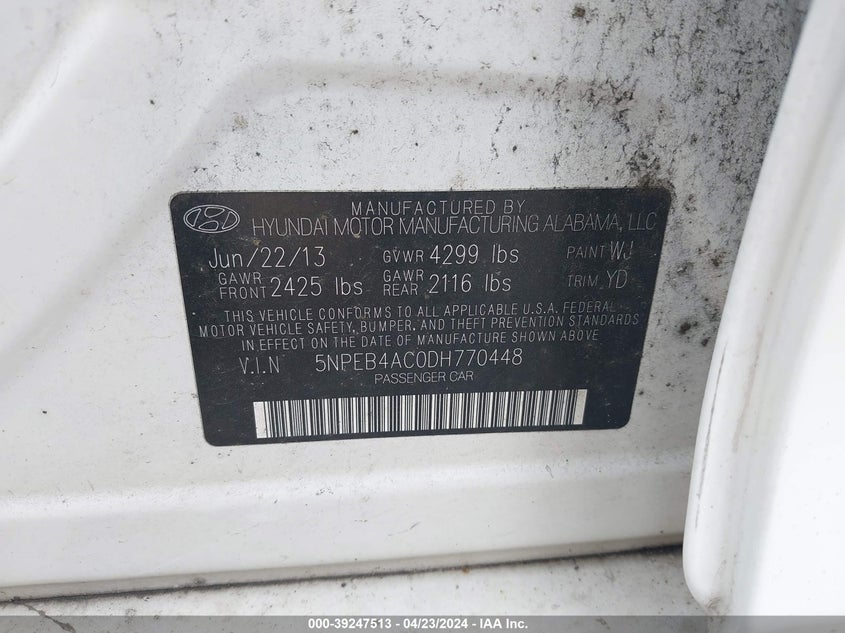 MANUFACTURED BY
HYUNDAI MOTOR MANUFACTURING ALABAMA, LLC
Jun/22/13 GVWR 4299 lbs PAINT WJ
GAWR FRONT 2425 lbs GAWR REAR 2116 lbs TRIM YD
THIS VEHICLE CONFORMS TO ALL APPLICABLE U.S.A. FEDERAL
MOTOR VEHICLE SAFETY, BUMPER, AND THEFT PREVENTION STANDARDS
IN EFFECT ON THE DATE OF MANUFACTURE SHOWN ABOVE
V.I.N 5NPEB4AC0DH770448
PASSENGER CAR
000-39247513 - 04/23/2024 - IAA Inc.